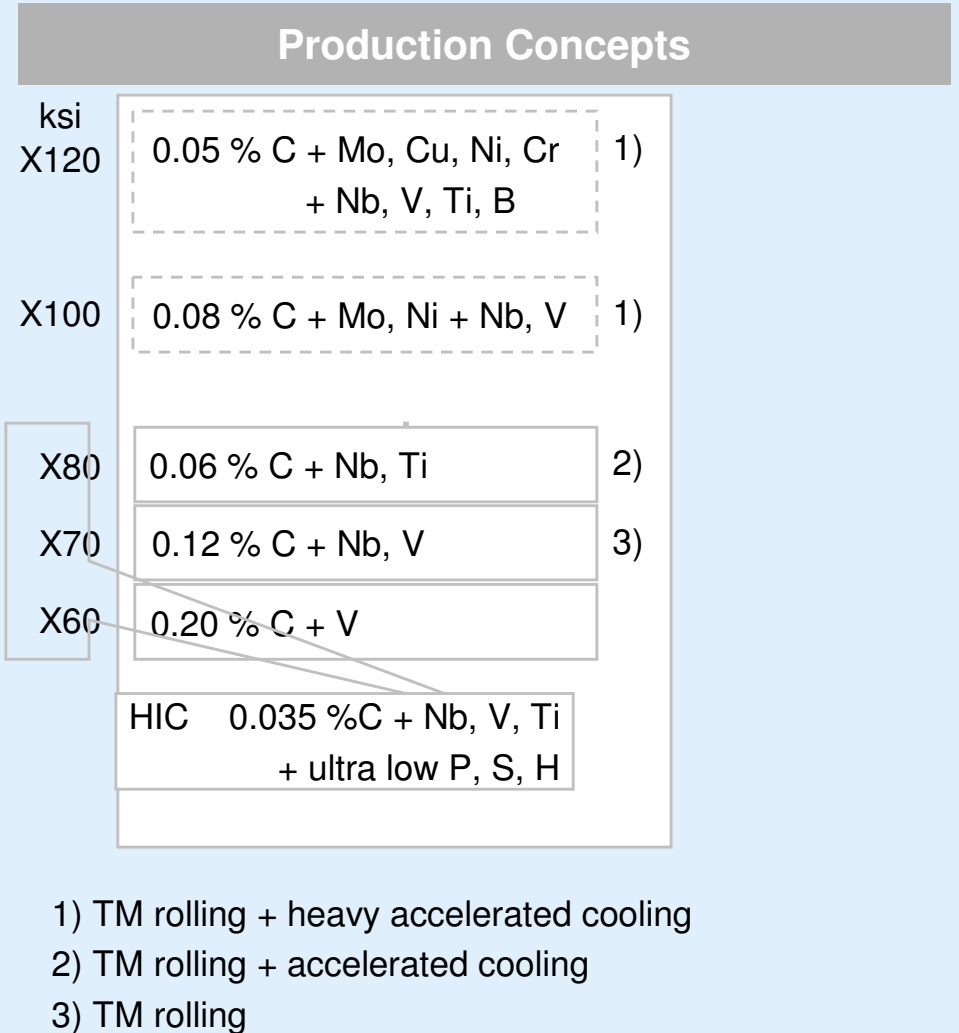 Production Concepts
ksi
X120 0.05 % C + Mo, Cu, Ni, Cr 1)
+ Nb, V, Ti, B
X100 0.08 % C + Mo, Ni + Nb, V 1)
X80 0.06 % C + Nb, Ti 2)
X70 0.12 % C + Nb, V 3)
X60 0.20 % C + V
HIC 0.035 %C + Nb, V, Ti
+ ultra low P, S, H
1) TM rolling + heavy accelerated cooling
2) TM rolling + accelerated cooling
3) TM rolling